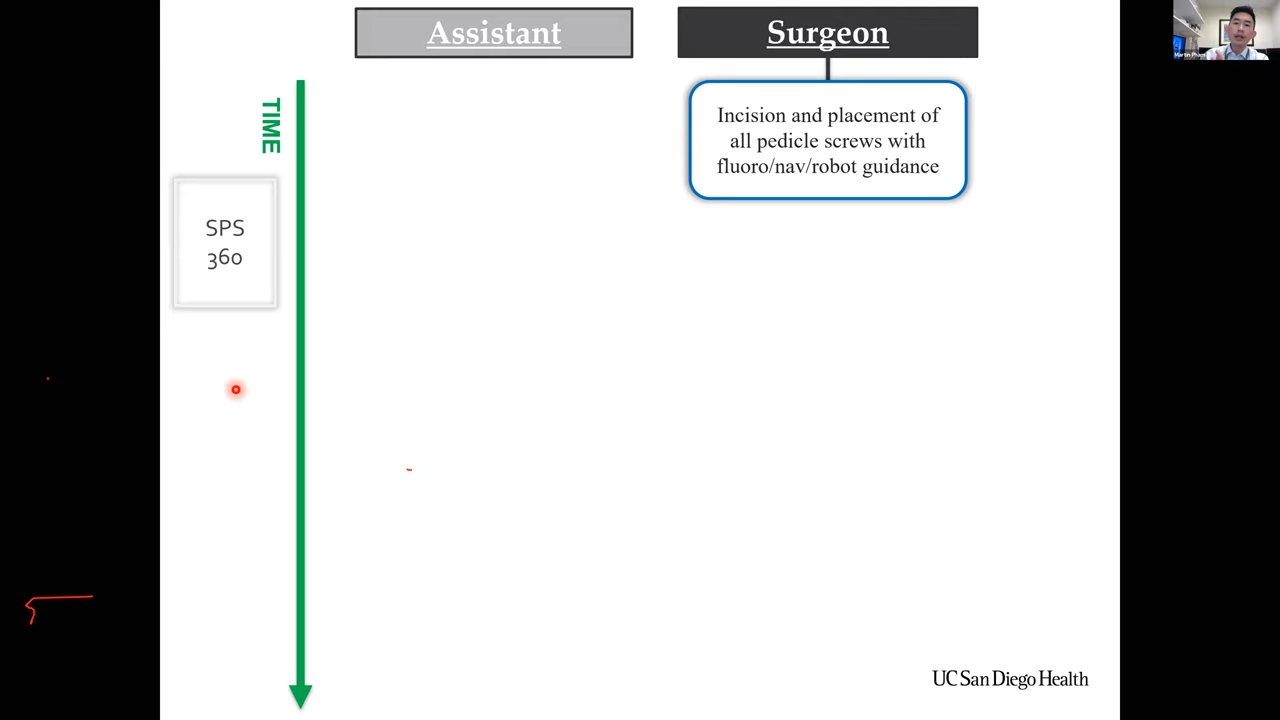 Assistant
Surgeon
TIME
Incision and placement of
all pedicle screws with
fluoro/nav/robot guidance
SPS
360
UC San Diego Health